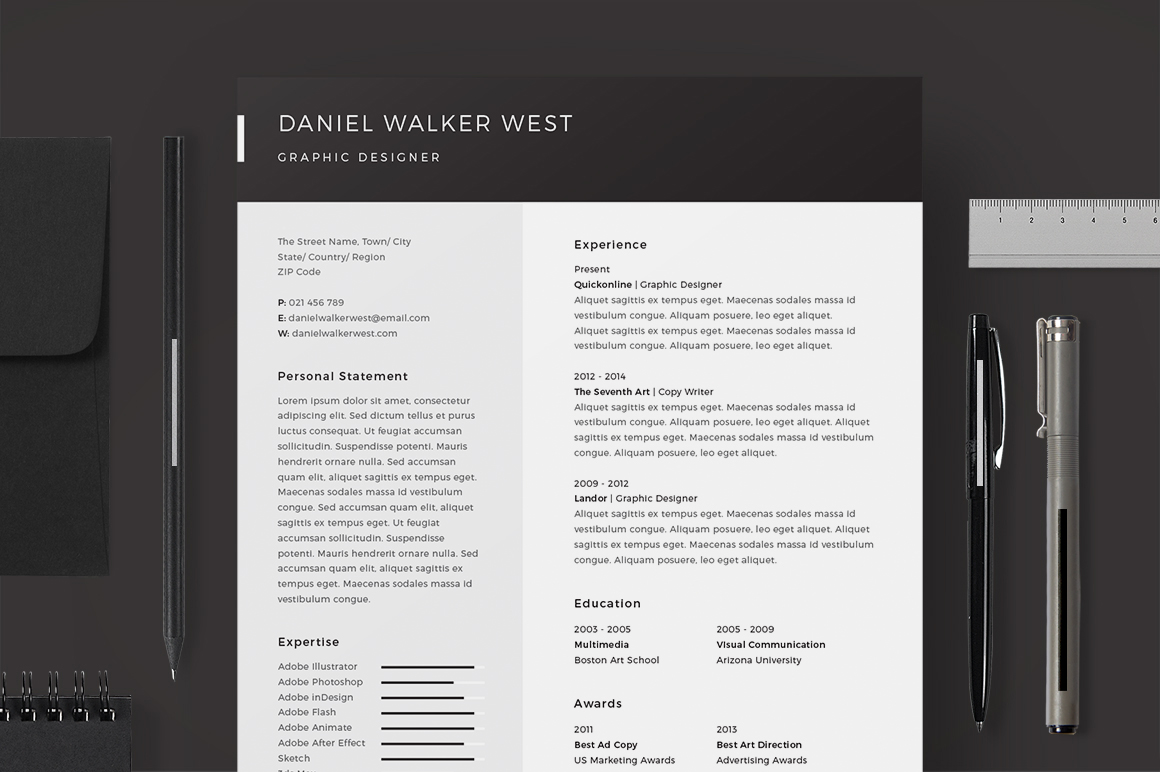 DANIEL WALKER WEST
GRAPHIC DESIGNER
The Street Name, Town/ City
State/ Country/ Region
ZIP Code
P: 021 456 789
E: danielwalkerwest@email.com
W: danielwalkerwest.com
Personal Statement
Lorem ipsum dolor sit amet, consectetur
adipiscing elit. Sed dictum tellus et purus
luctus consequat. Ut feugiat accumsan
sollicitudin. Suspendisse potenti. Mauris
hendrerit ornare nulla. Sed accumsan
quam elit, aliquet sagittis ex tempus eget.
Maecenas sodales massa id vestibulum
congue. Sed accumsan quam elit, aliquet
sagittis ex tempus eget. Ut feugiat
accumsan sollicitudin. Suspendisse
potenti. Mauris hendrerit ornare nulla. Sed
accumsan quam elit, aliquet sagittis ex
tempus eget. Maecenas sodales massa id
vestibulum congue.
Expertise
Adobe Illustrator
Adobe Photoshop
Adobe inDesign
Adobe Flash
Adobe Animate
Adobe After Effect
Sketch
Experience
Present
Quickonline | Graphic Designer
Aliquet sagittis ex tempus eget. Maecenas sodales massa id
vestibulum congue. Aliquam posuere, leo eget aliquet.
Aliquet sagittis ex tempus eget. Maecenas sodales massa id
vestibulum congue. Aliquam posuere, leo eget aliquet.
2012 - 2014
The Seventh Art | Copy Writer
Aliquet sagittis ex tempus eget. Maecenas sodales massa id
vestibulum congue. Aliquam posuere, leo eget aliquet. Aliquet
sagittis ex tempus eget. Maecenas sodales massa id vestibulum
congue. Aliquam posuere, leo eget aliquet.
2009 - 2012
Landor | Graphic Designer
Aliquet sagittis ex tempus eget. Maecenas sodales massa id
vestibulum congue. Aliquam posuere, leo eget aliquet. Aliquet
sagittis ex tempus eget. Maecenas sodales massa id vestibulum
congue. Aliquam posuere, leo eget aliquet.
Education
2003 - 2005
Multimedia
Boston Art School
2005 - 2009
VIsual Communication
Arizona University
Awards
2011
Best Ad Copy
US Marketing Awards
2013
Best Art Direction
Advertising Awards
1 2 3 4 5 6